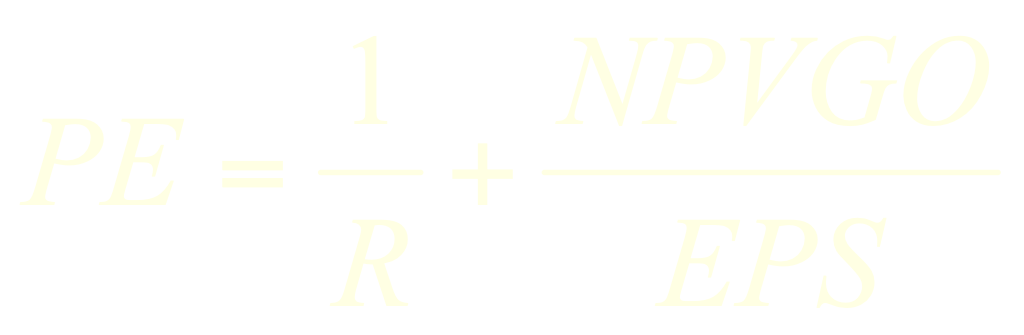 PE = 1/R + NPVGO/EPS